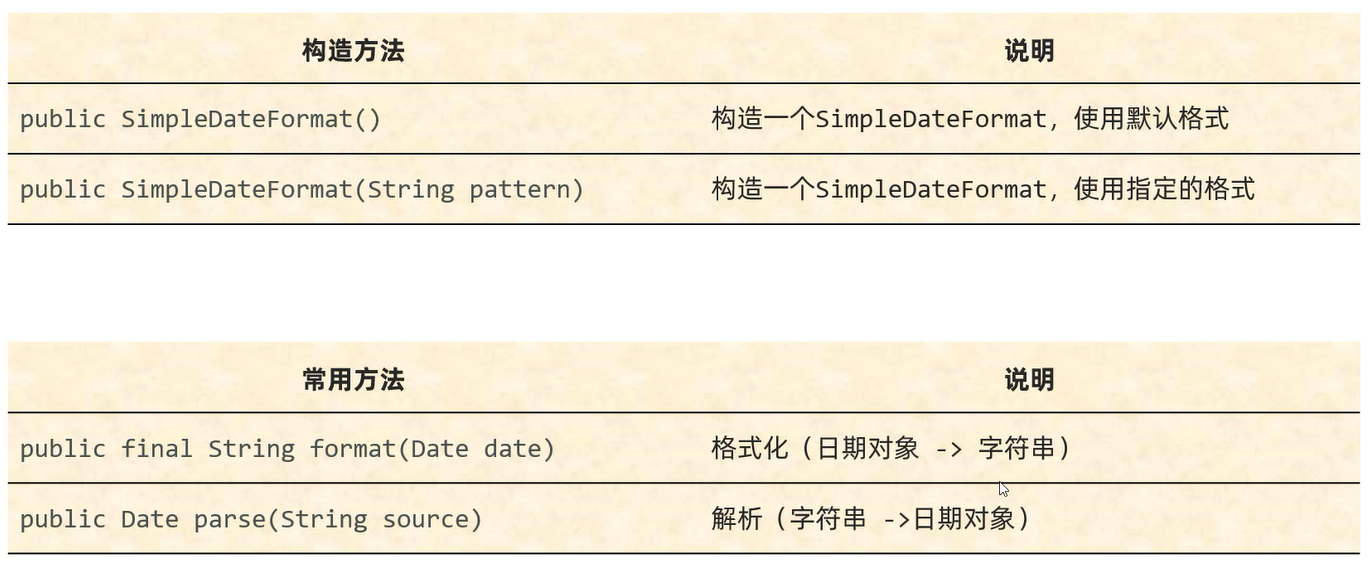 构造方法 说明
public SimpleDateFormat() 构造一个SimpleDateFormat，使用默认格式
public SimpleDateFormat(String pattern) 构造一个SimpleDateFormat，使用指定的格式
常用方法 说明
public final String format(Date date) 格式化（日期对象 -> 字符串）
public Date parse(String source) 解析（字符串 ->日期对象）